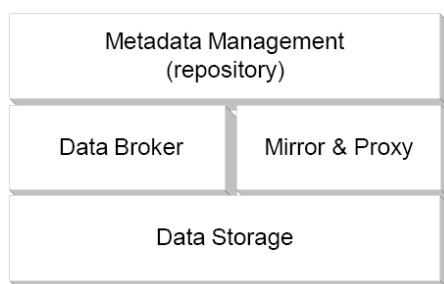 Metadata Management
(repository)
Data Broker
Mirror & Proxy
Data Storage